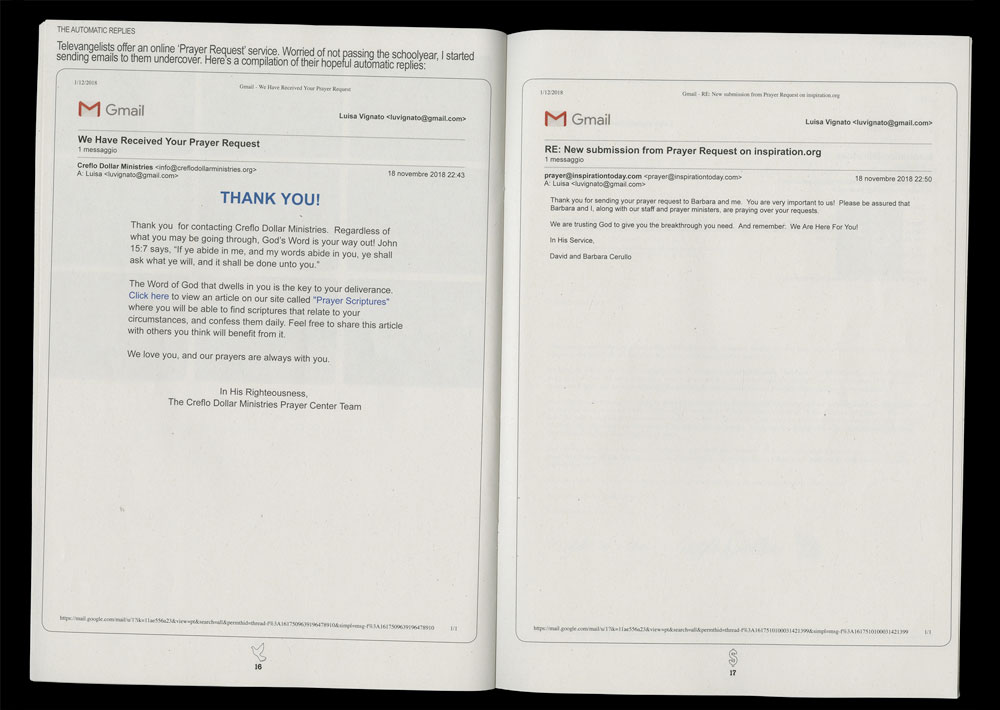 THE AUTOMATIC REPLIES
Televangelists offer an online 'Prayer Request' service. Worried of not passing the schoolyear, I started
sending emails to them undercover. Here's a compilation of their hopeful automatic replies:
1/12/2018
Gmail - We Have Received Your Prayer Request
Gmail
Luisa Vignato <luvignato@gmail.com>
We Have Received Your Prayer Request
1 messaggio
Creflo Dollar Ministries <info@creflodollarministries.org>
18 novembre 2018 22:43
A: Luisa <luvignato@gmail.com>
THANK YOU!
Thank you for contacting Creflo Dollar Ministries. Regardless of
what you may be going through, God's Word is your way out! John
15:7 says, "If ye abide in me, and my words abide in you, ye shall
ask what ye will, and it shall be done unto you."
The Word of God that dwells in you is the key to your deliverance.
Click here to view an article on our site called "Prayer Scriptures"
where you will be able to find scriptures that relate to your
circumstances, and confess them daily. Feel free to share this article
with others you think will benefit from it.
We love you, and our prayers are always with you.
In His Righteousness,
The Creflo Dollar Ministries Prayer Center Team
https://mail.google.com/mail/u/1?ik=11ae556a23&view=pt&search=all&permthid=thread-f%3A1617509639196478910&simpl=msg-f%3A1617509639196478910
1/1
16
1/12/2018
Gmail - RE: New submission from Prayer Request on inspiration.org
Gmail
Luisa Vignato <luvignato@gmail.com>
RE: New submission from Prayer Request on inspiration.org
1 messaggio
prayer@inspirationtoday.com <prayer@inspirationtoday.com>
18 novembre 2018 22:50
A: Luisa <luvignato@gmail.com>
Thank you for sending your prayer request to Barbara and me. You are very important to us! Please be assured that
Barbara and I, along with our staff and prayer ministers, are praying over your requests.
We are trusting God to give you the breakthrough you need. And remember: We Are Here For You!
In His Service,
David and Barbara Cerullo
https://mail.google.com/mail/u/1?ik=11ae556a23&view=pt&search=all&permthid=thread-f%3A1617510100031421399&simpl=msg-f%3A1617510100031421399
1/1
17